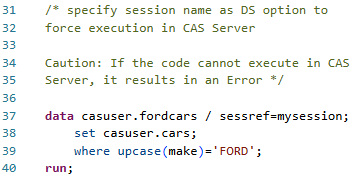 31 /* specify session name as DS option to
32 force execution in CAS Server
33
34 Caution: If the code cannot execute in CAS
35 Server, it results in an Error */
36
37 data casuser.fordcars / sessref=mysession;
38 set casuser.cars;
39 where upcase(make)='FORD';
40 run;